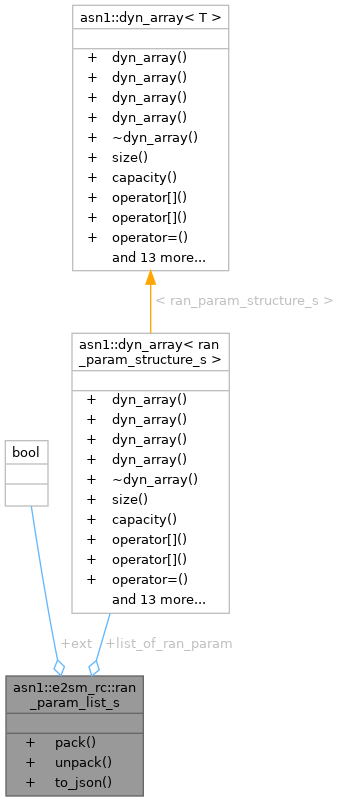 asn1::dyn_array< T >
+ dyn_array()
+ dyn_array()
+ dyn_array()
+ dyn_array()
+ ~dyn_array()
+ size()
+ capacity()
+ operator[]()
+ operator[]()
+ operator=()
and 13 more...
< ran_param_structure_s >
asn1::dyn_array< ran
_param_structure_s >
+ dyn_array()
+ dyn_array()
+ dyn_array()
+ dyn_array()
+ ~dyn_array()
+ size()
+ capacity()
+ operator[]()
+ operator[]()
+ operator=()
and 13 more...
bool
+ext
+list_of_ran_param
asn1::e2sm_rc::ran
_param_list_s
+ pack()
+ unpack()
+ to_json()